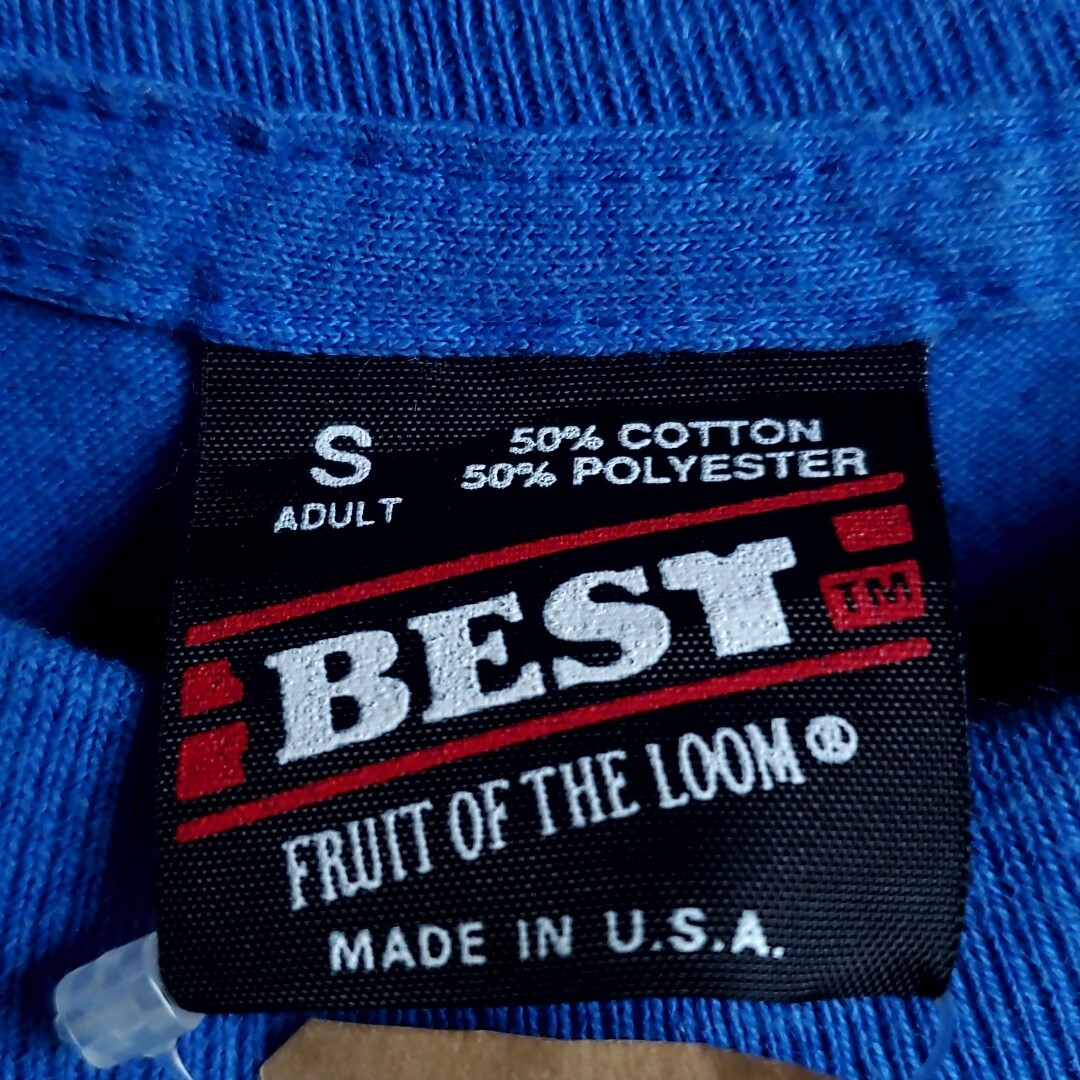 S
ADULT
50% COTTON
50% POLYESTER
BEST
TM
FRUIT OF THE LOOM®
MADE IN U.S.A.